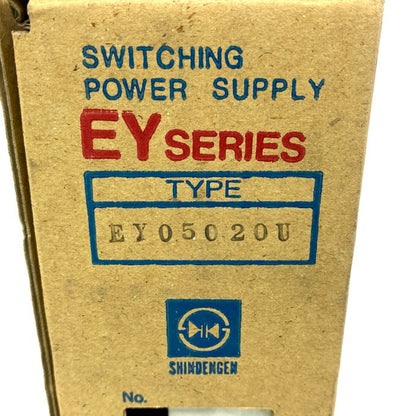 SWITCHING
POWER SUPPLY
EY SERIES
TYPE
EY05020U
SHINDENGEN
No.